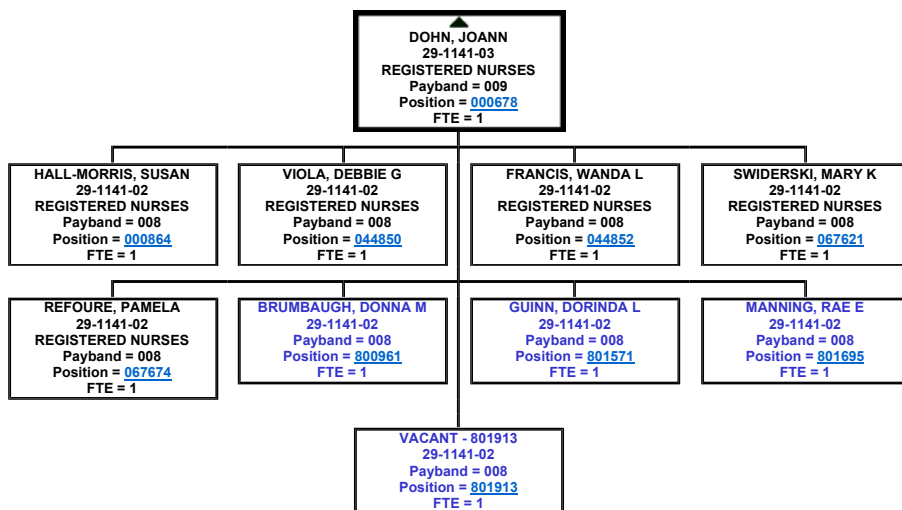 DOHN, JOANN
29-1141-03
REGISTERED NURSES
Payband = 009
Position = 000678
FTE = 1
HALL-MORRIS, SUSAN
29-1141-02
REGISTERED NURSES
Payband = 008
Position = 000864
FTE = 1
VIOLA, DEBBIE G
29-1141-02
REGISTERED NURSES
Payband = 008
Position = 044850
FTE = 1
FRANCIS, WANDA L
29-1141-02
REGISTERED NURSES
Payband = 008
Position = 044852
FTE = 1
SWIDERSKI, MARY K
29-1141-02
REGISTERED NURSES
Payband = 008
Position = 067621
FTE = 1
REFOURE, PAMELA
29-1141-02
REGISTERED NURSES
Payband = 008
Position = 067674
FTE = 1
BRUMBAUGH, DONNA M
29-1141-02
Payband = 008
Position = 800961
FTE = 1
GUINN, DORINDA L
29-1141-02
Payband = 008
Position = 801571
FTE = 1
MANNING, RAE E
29-1141-02
Payband = 008
Position = 801695
FTE = 1
VACANT - 801913
29-1141-02
Payband = 008
Position = 801913
FTE = 1